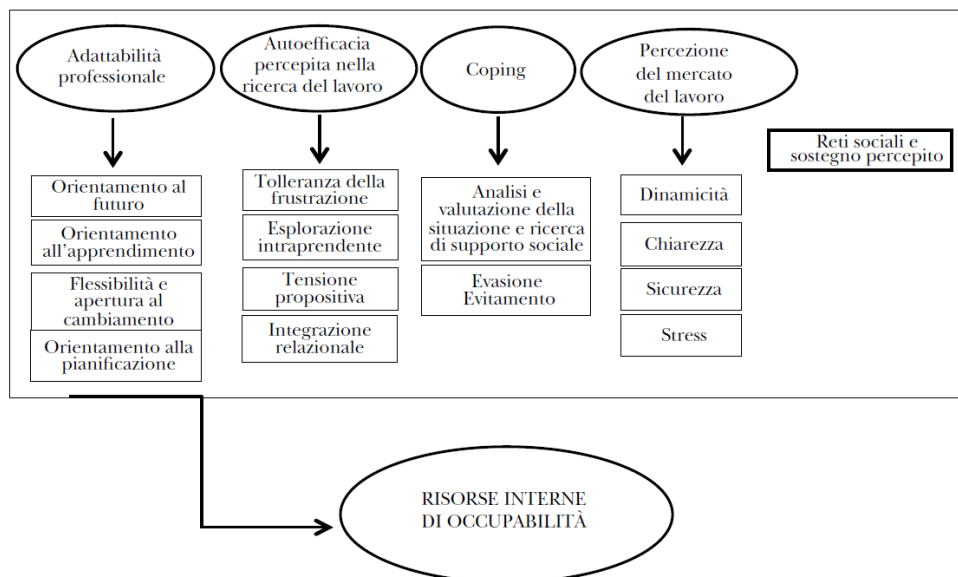 Adattabilità
professionale
Autoefficacia
percepita nella
ricerca del lavoro
Coping
Percezione
del mercato
del lavoro
Reti sociali e
sostegno percepito
Orientamento al
futuro
Orientamento
all'apprendimento
Flessibilità e
apertura al
cambiamento
Orientamento alla
pianificazione
Tolleranza della
frustrazione
Esplorazione
intraprendente
Tensione
propositiva
Integrazione
relazionale
Analisi e
valutazione della
situazione e ricerca
di supporto sociale
Evasione
Evitamento
Dinamicità
Chiarezza
Sicurezza
Stress
RISORSE INTERNE
DI OCCUPABILITÀ